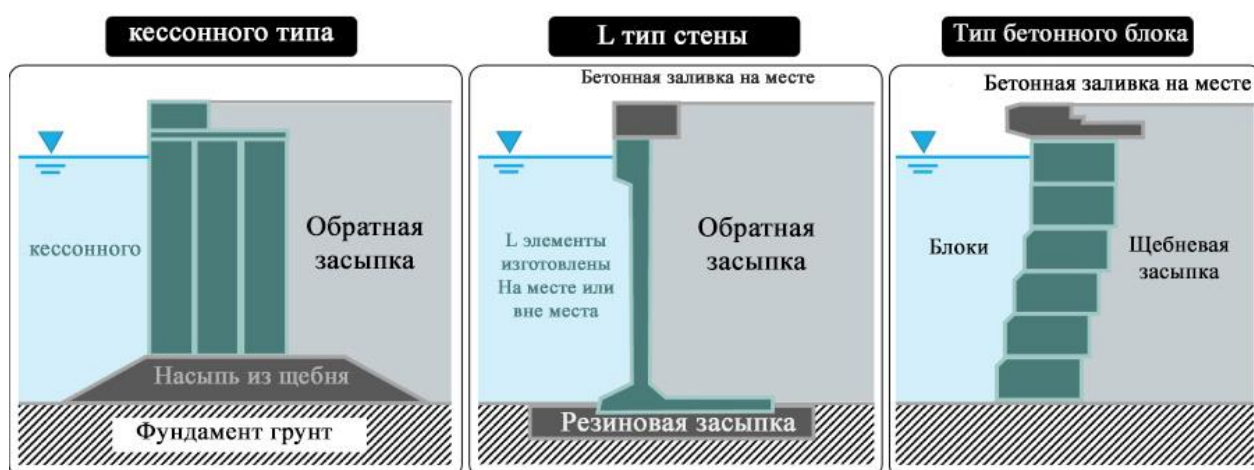 кессонного типа
L тип стены
Тип бетонного блока
Бетонная заливка на месте
Бетонная заливка на месте
кессонного
Обратная
засыпка
Насыпь из щебня
Фундамент грунт
L элементы
изготовлены
На месте или
вне места
Обратная
засыпка
Резиновая засыпка
Блоки
Щебневая
засыпка